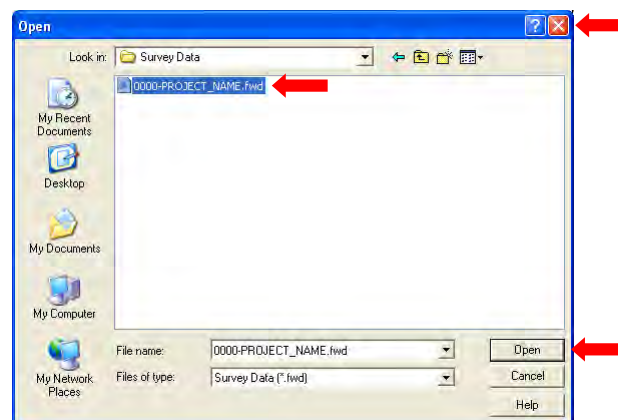 Open
Look in: Survey Data
0000-PROJECT_NAME.fwd
My Recent
Documents
Desktop
My Documents
My Computer
My Network
Places
File name: 0000-PROJECT_NAME.fwd Open
Files of type: Survey Data (*.fwd) Cancel
Help